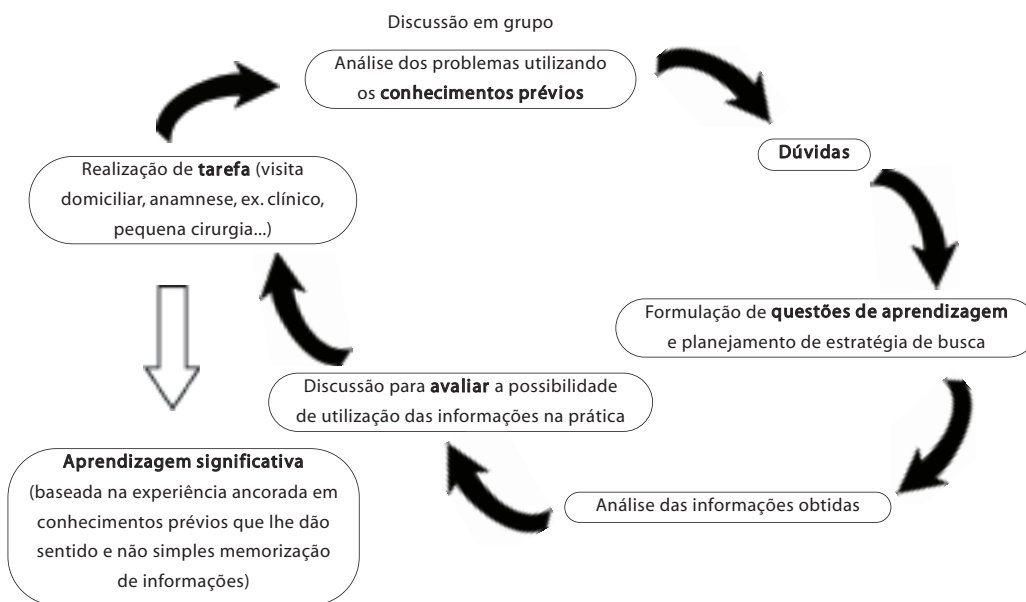 Discussão em grupo
Análise dos problemas utilizando
os conhecimentos prévios
Dúvidas
Formulação de questões de aprendizagem
e planejamento de estratégia de busca
Análise das informações obtidas
Discussão para avaliar a possibilidade
de utilização das informações na prática
Realização de tarefa (visita
domiciliar, anamnese, ex. clínico,
pequena cirurgia...)
Aprendizagem significativa
(baseada na experiência ancorada em
conhecimentos prévios que lhe dão
sentido e não simples memorização
de informações)